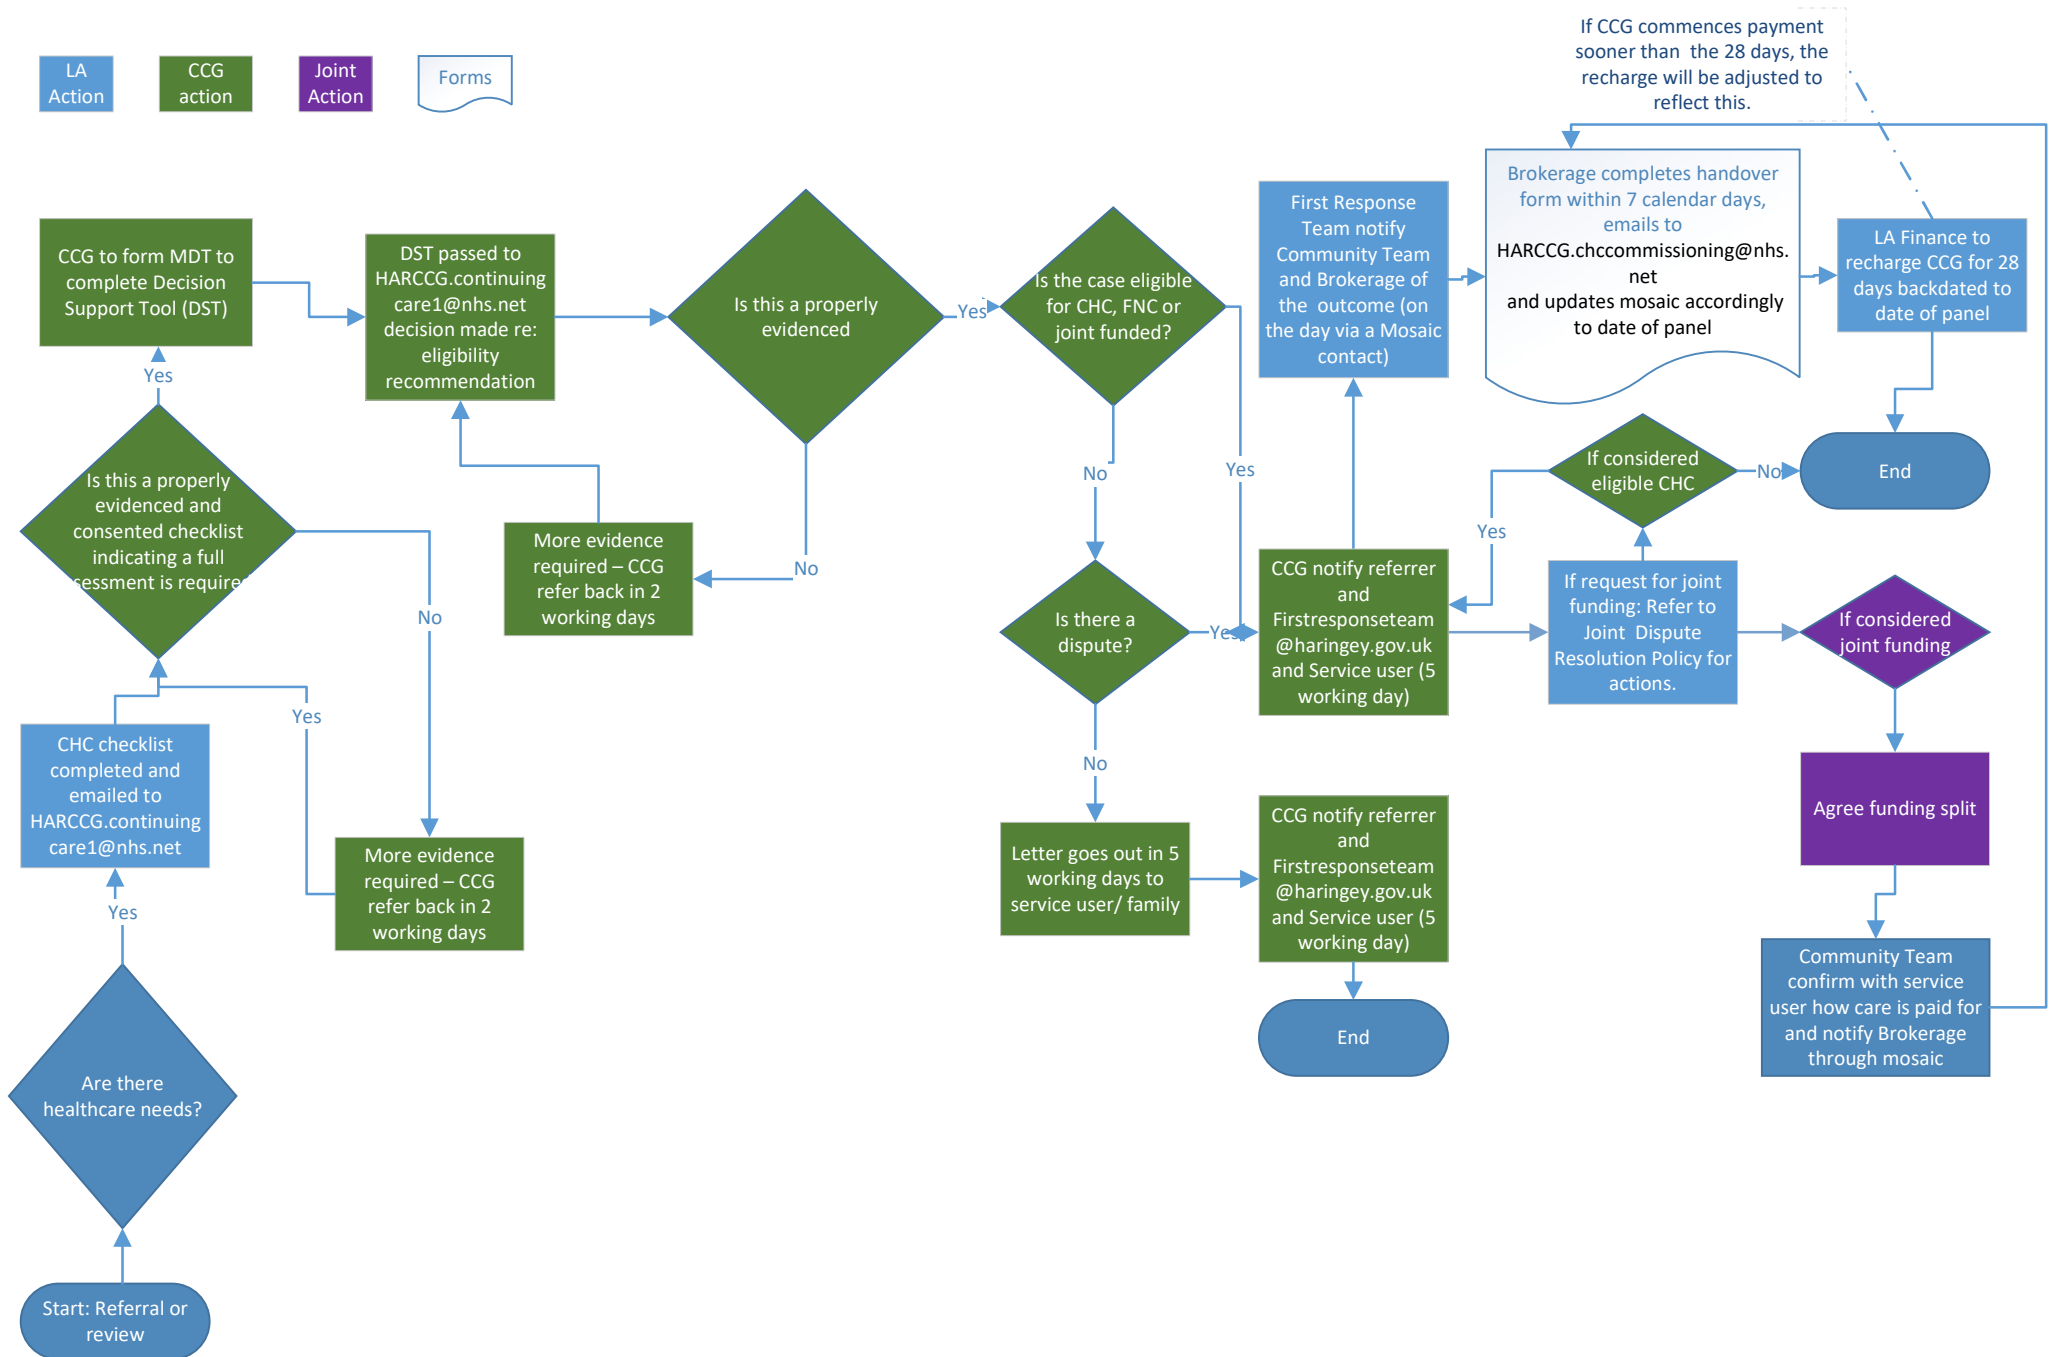 If CCG commences payment
sooner than  the 28 days, the
recharge will be adjusted to
reflect this.
LA
Action
CCG
action
Joint
Action
Forms
CCG to form MDT to
complete Decision
Support Tool (DST)
DST passed to
HARCCG.continuing
care1@nhs.net
decision made re:
eligibility
recommendation
Is this a properly
evidenced
Yes
Is the case eligible
for CHC, FNC or
joint funded?
First Response
Team notify
Community Team
and Brokerage of
the  outcome (on
the day via a Mosaic
contact)
Brokerage completes handover
form within 7 calendar days,
emails to
HARCCG.chccommissioning@nhs.
net
and updates mosaic accordingly
to date of panel
LA Finance to
recharge CCG for 28
days backdated to
date of panel
Yes
Is this a properly
evidenced and
consented checklist
indicating a full
sessment is require
No
More evidence
required – CCG
refer back in 2
working days
No
No
Yes
Is there a
dispute?
Yes
CCG notify referrer
and
Firstresponseteam
@haringey.gov.uk
and Service user (5
working day)
Yes
If considered
eligible CHC
No
End
If request for joint
funding: Refer to
Joint  Dispute
Resolution Policy for
actions.
If considered
joint funding
CHC checklist
completed and
emailed to
HARCCG.continuing
care1@nhs.net
Yes
More evidence
required – CCG
refer back in 2
working days
No
Letter goes out in 5
working days to
service user/ family
CCG notify referrer
and
Firstresponseteam
@haringey.gov.uk
and Service user (5
working day)
End
Agree funding split
Community Team
confirm with service
user how care is paid for
and notify Brokerage
through mosaic
Yes
Are there
healthcare needs?
Start: Referral or
review